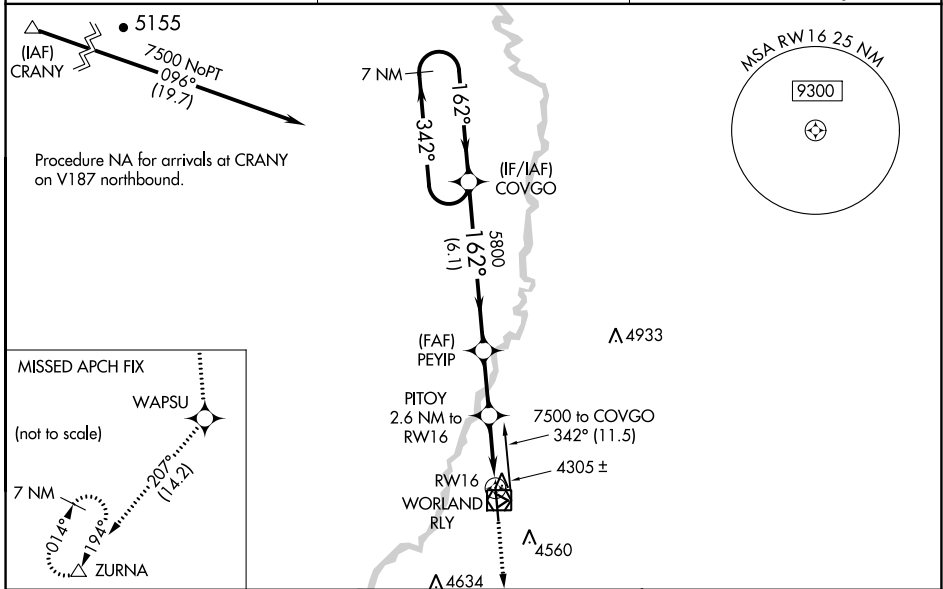 5155
(IAF)
CRANY
7500 NoPT
096°
(19.7)
Procedure NA for arrivals at CRANY
on V187 northbound.
7 NM
162°
342°
(IF/IAF)
COVGO
5800
162°
(6.1)
MSA RW16 25 NM
9300
(FAF)
PEYIP
4933
PITOY
2.6 NM to
RW16
7500 to COVGO
342° (11.5)
4305 ±
RW16
WORLAND
RLY
4560
4634
MISSED APCH FIX
WAPSU
(not to scale)
207°
(14.2)
7 NM
014°
194°
ZURNA